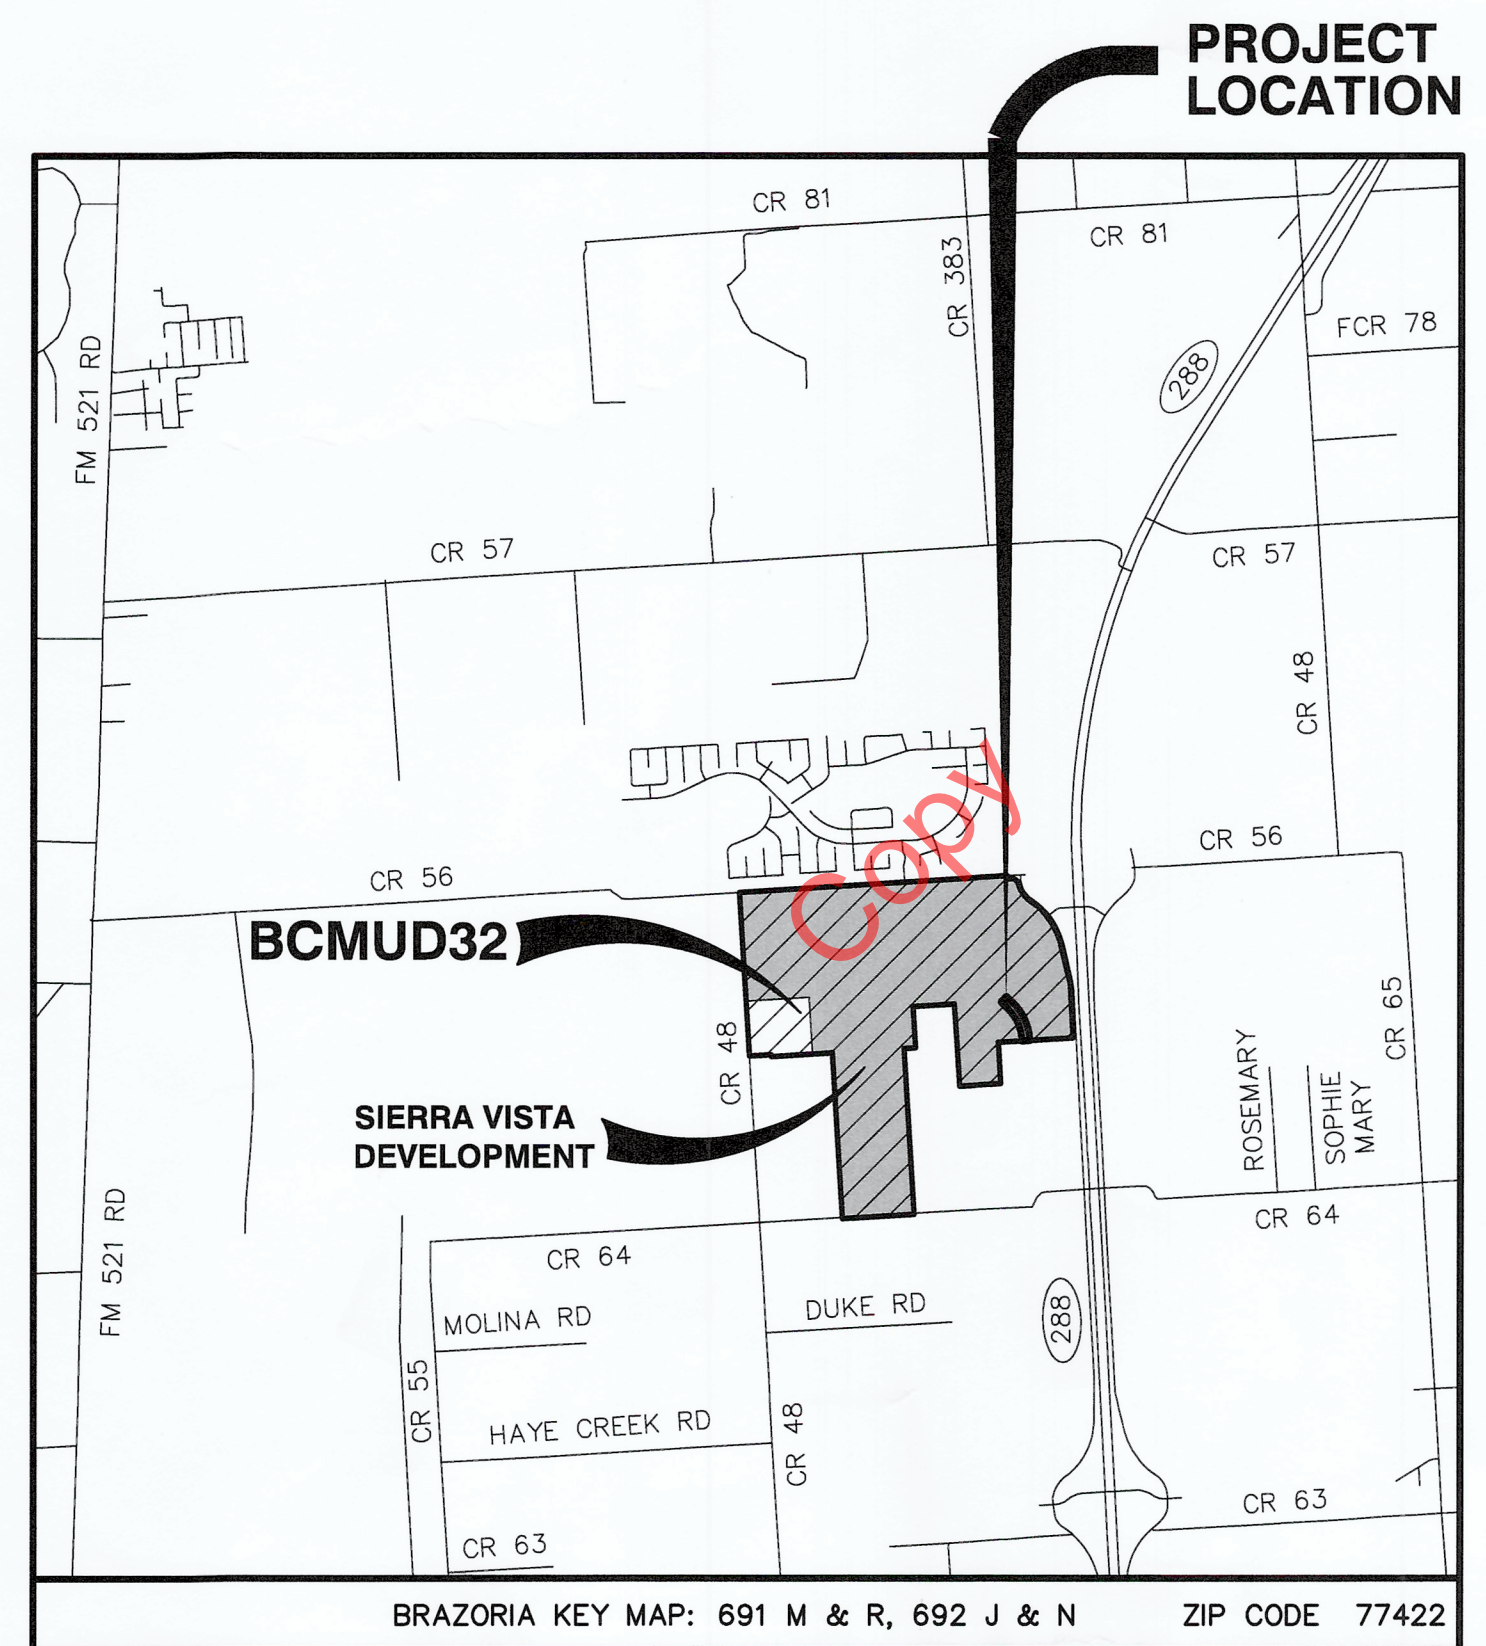 PROJECT
LOCATION
CR 81
CR 81
CR 383
FCR 78
288
FM 521 RD
CR 57
CR 57
CR 48
CR 56
CR 56
Copy
BCMUD32
CR 48
CR 65
ROSEMARY
SOPHIE
MARY
SIERRA VISTA
DEVELOPMENT
FM 521 RD
CR 64
CR 64
MOLINA RD
DUKE RD
288
CR 55
HAYE CREEK RD
CR 48
CR 63
CR 63
BRAZORIA KEY MAP: 691 M & R, 692 J & N ZIP CODE 77422